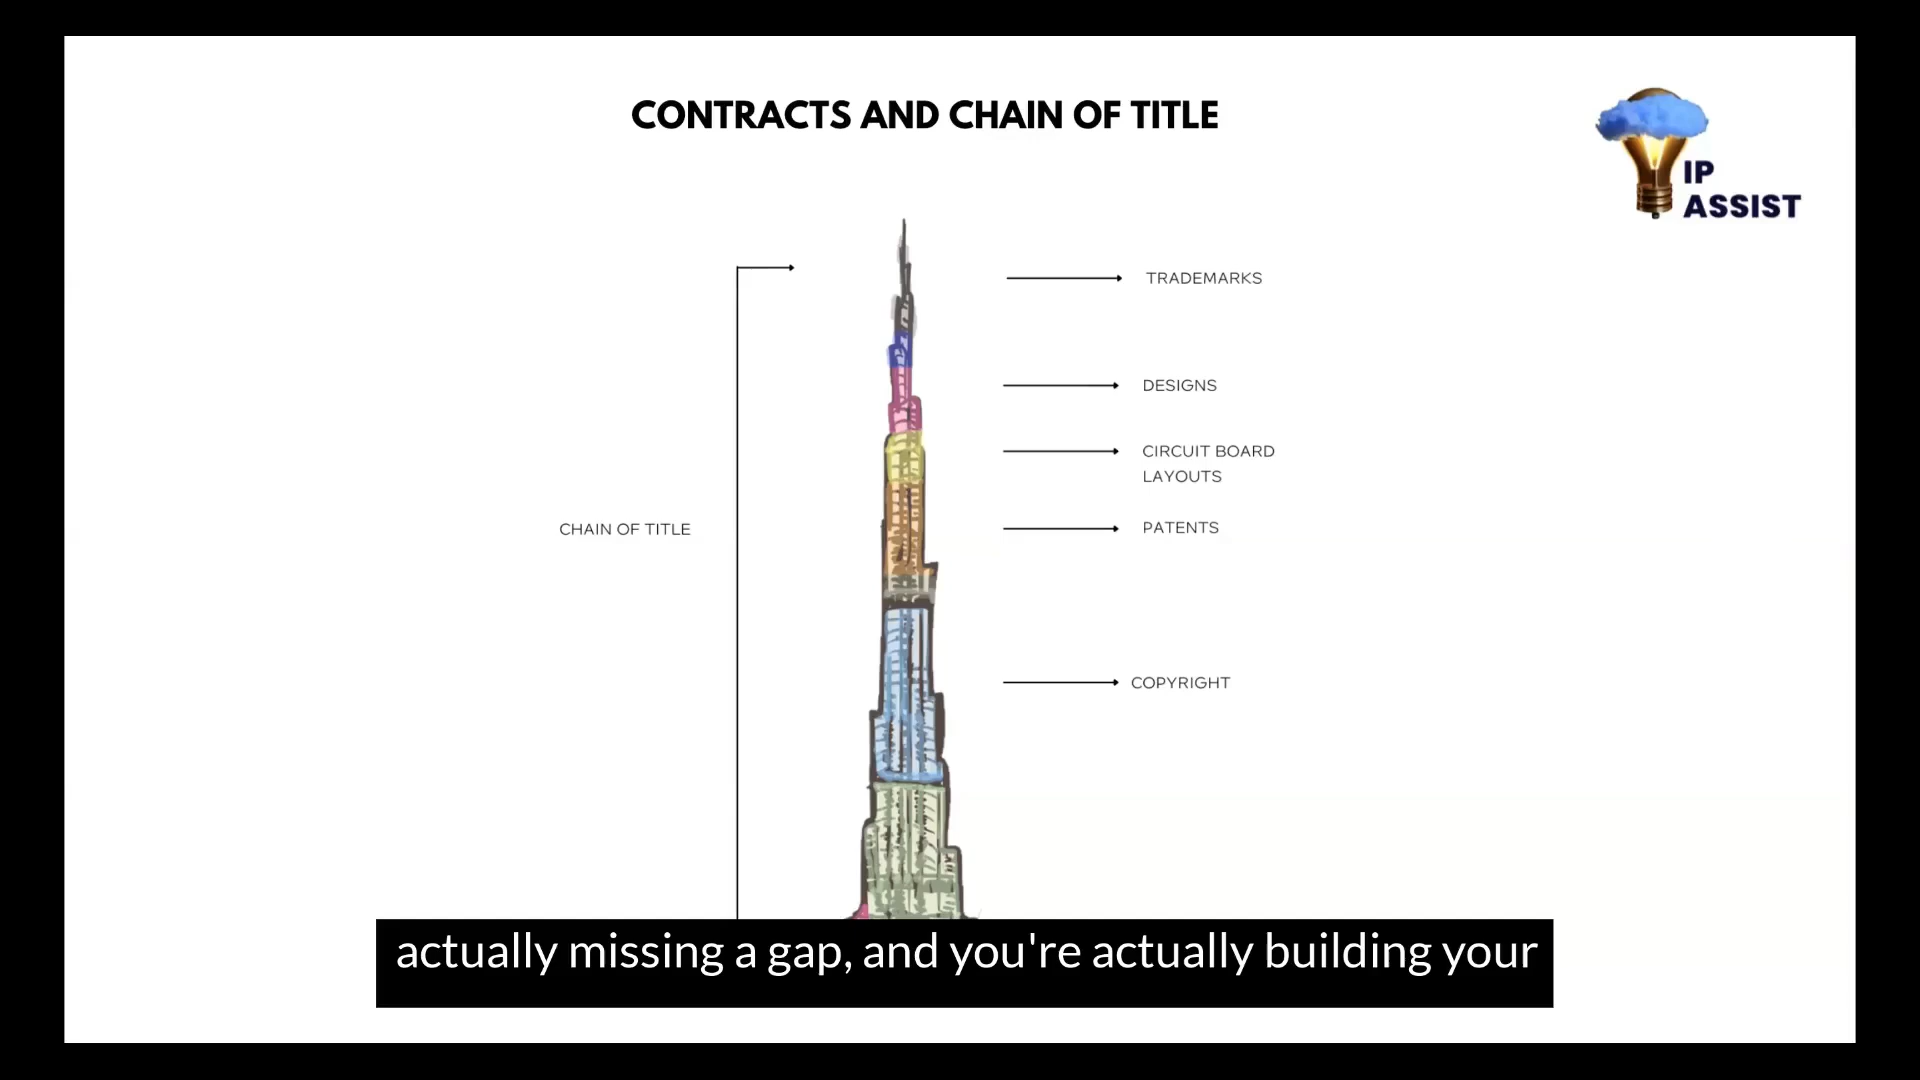 CONTRACTS AND CHAIN OF TITLE
IP
ASSIST
TRADEMARKS
DESIGNS
CIRCUIT BOARD
LAYOUTS
PATENTS
CHAIN OF TITLE
COPYRIGHT
actually missing a gap, and you're actually building your